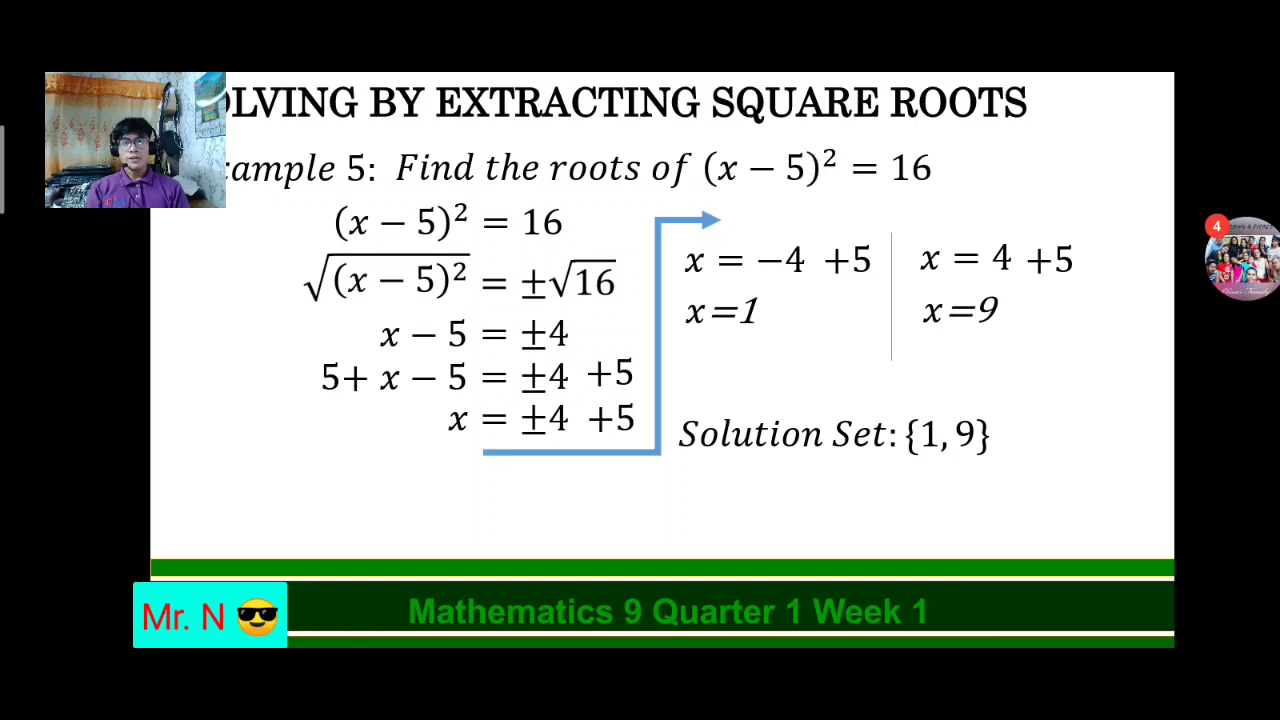 OLVING BY EXTRACTING SQUARE ROOTS
ample 5: Find the roots of (x − 5)² = 16
(x − 5)² = 16
√(x − 5)² = ±√16
x − 5 = ±4
5+ x − 5 = ±4 +5
x = ±4 +5
x = −4 +5
x=1
x = 4 +5
x=9
Solution Set: {1, 9}
Mr. N 😎
Mathematics 9 Quarter 1 Week 1
4